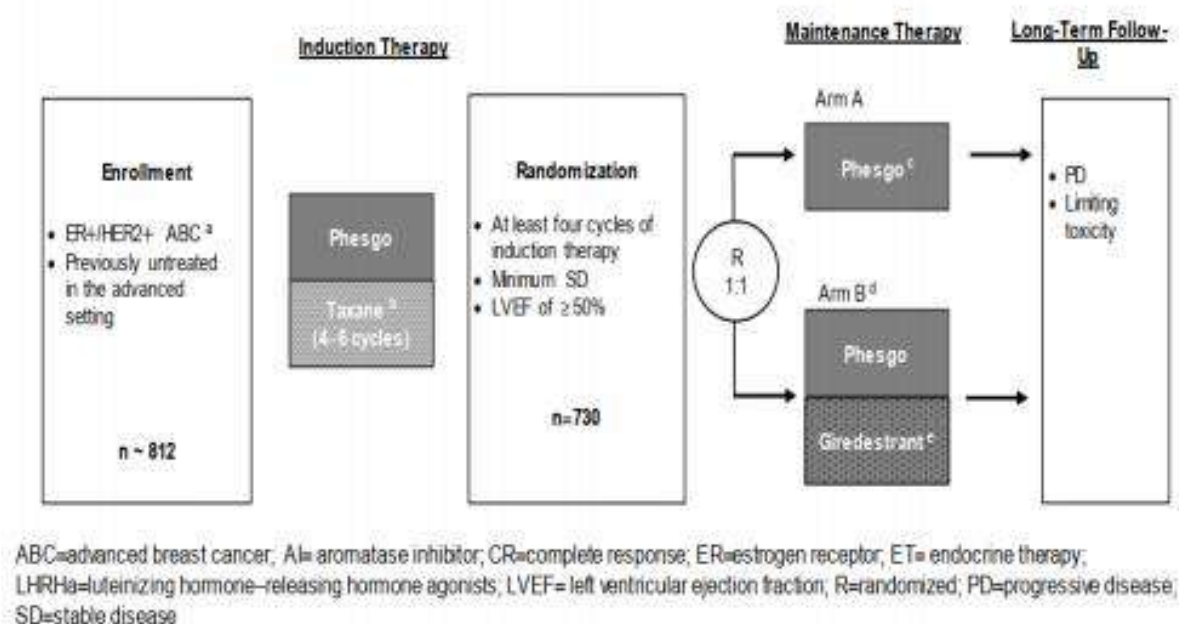 Induction Therapy
Maintenance Therapy
Long-Term Follow-
Up
Enrollment
• ER+/HER2+ ABC a
• Previously untreated
in the advanced
setting
n ~ 812
Phesgo
Taxane b
(4–6 cycles)
Randomization
• At least four cycles of
induction therapy
• Minimum SD
• LVEF of ≥50%
n=730
R
1:1
Arm A
Phesgo c
Arm B d
Phesgo
Giredestrant e
• PD
• Limiting
toxicity
ABC=advanced breast cancer; AI= aromatase inhibitor; CR=complete response; ER=estrogen receptor; ET= endocrine therapy;
LHRHa=luteinizing hormone–releasing hormone agonists; LVEF= left ventricular ejection fraction; R=randomized; PD=progressive disease;
SD=stable disease